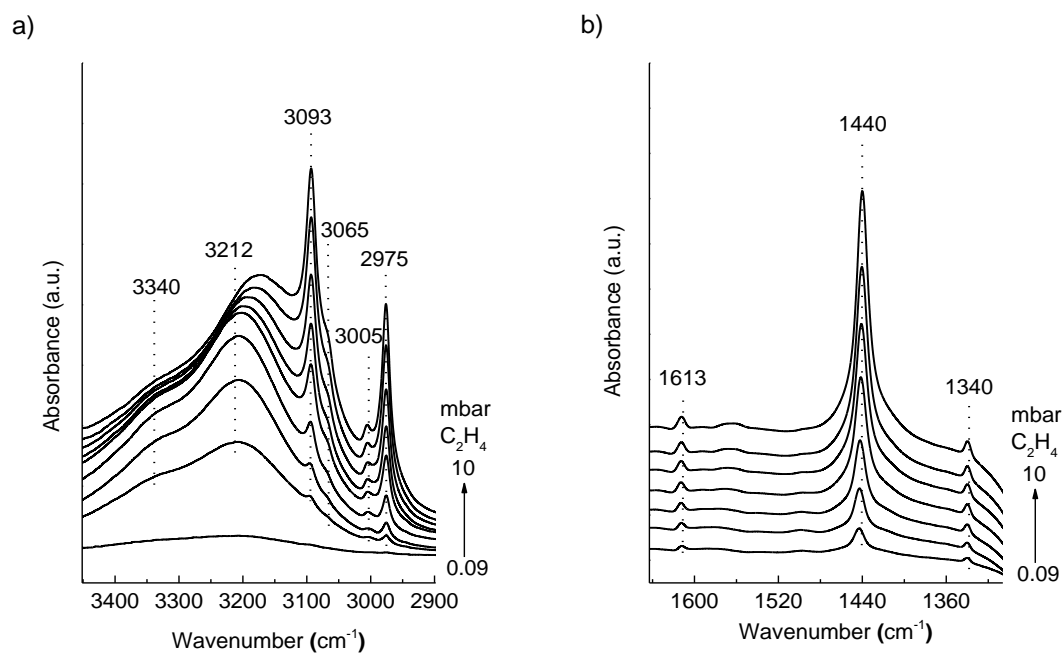 a)
3093
3065
3212
2975
3340
3005
Absorbance (a.u.)
mbar
C₂H₄
10
0.09
3400 3300 3200 3100 3000 2900
Wavenumber (cm⁻¹)
b)
1440
1613
1340
Absorbance (a.u.)
mbar
C₂H₄
10
0.09
1600 1520 1440 1360
Wavenumber (cm⁻¹)